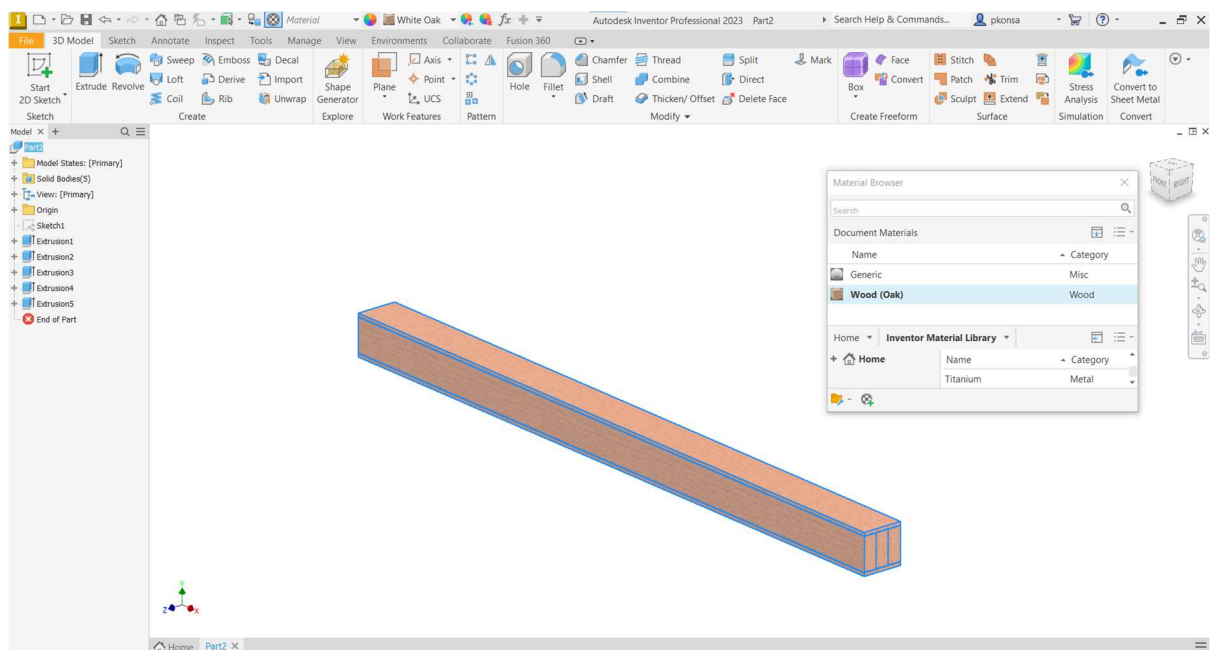 I Material White Oak fx Autodesk Inventor Professional 2023 Part2 Search Help & Commands... pkonsa
File 3D Model Sketch Annotate Inspect Tools Manage View Environments Collaborate Fusion 360
Start 2D Sketch
Extrude Revolve
Sweep Emboss Decal
Loft Derive Import
Coil Rib Unwrap
Shape Generator
Plane
Axis
Point
UCS
Hole Fillet
Chamfer Thread Split Mark
Shell Combine Direct
Draft Thicken/ Offset Delete Face
Box
Face
Convert
Stitch
Patch Trim
Sculpt Extend
Stress Analysis
Convert to Sheet Metal
Sketch Create Explore Work Features Pattern Modify Create Freeform Surface Simulation Convert
Model
Part2
Model States: [Primary]
Solid Bodies(5)
View: [Primary]
Origin
Sketch1
Extrusion1
Extrusion2
Extrusion3
Extrusion4
Extrusion5
End of Part
Material Browser
Search
Document Materials
Name Category
Generic Misc
Wood (Oak) Wood
Home Inventor Material Library
Home Name Category
Titanium Metal
FRONT RIGHT
Y
Z X
Home Part2